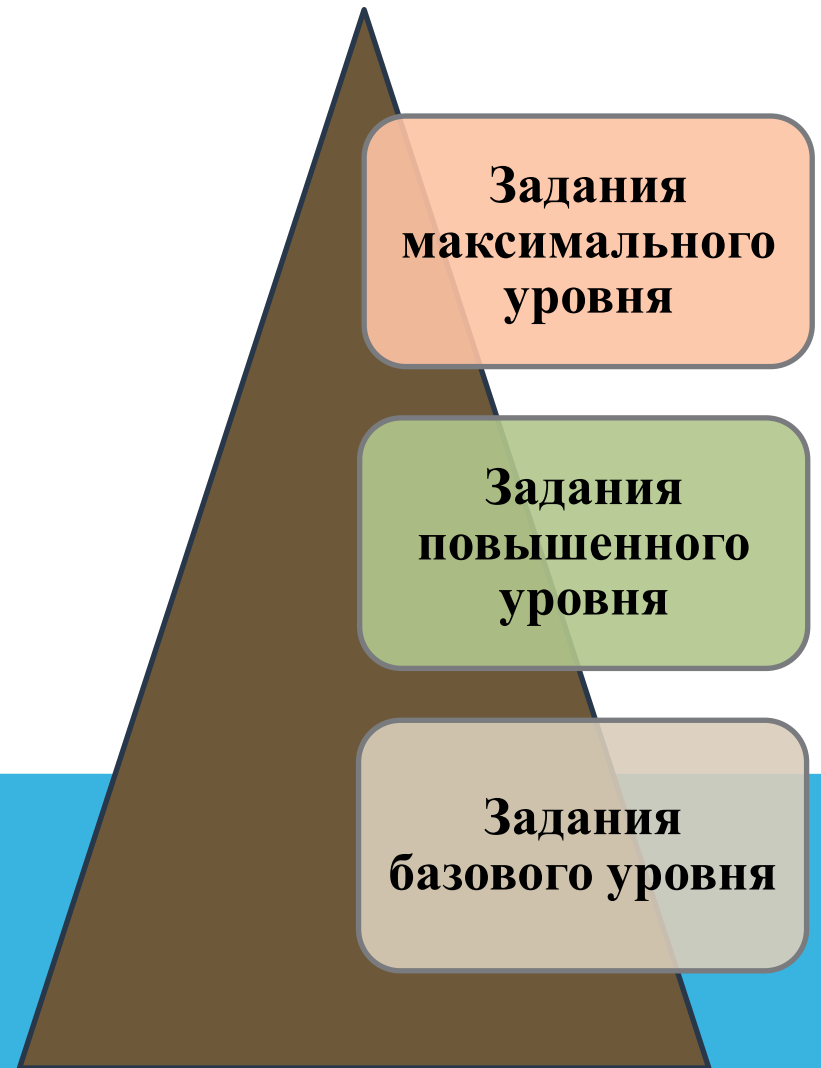 Задания
максимального
уровня
Задания
повышенного
уровня
Задания
базового уровня